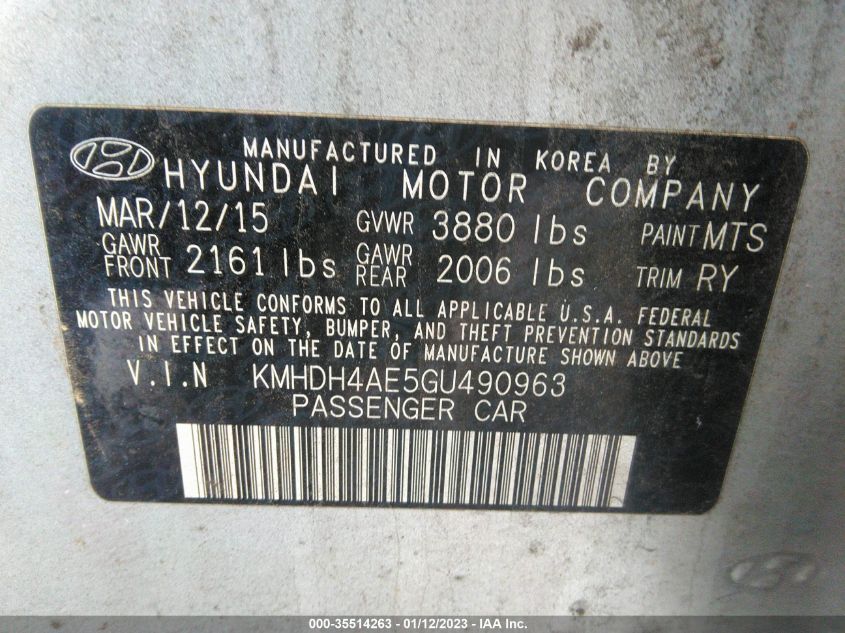 MANUFACTURED IN KOREA BY
HYUNDAI MOTOR COMPANY
MAR/12/15 GVWR 3880 lbs PAINT MTS
GAWR FRONT 2161 lbs GAWR REAR 2006 lbs TRIM RY
THIS VEHICLE CONFORMS TO ALL APPLICABLE U.S.A. FEDERAL
MOTOR VEHICLE SAFETY, BUMPER, AND THEFT PREVENTION STANDARDS
IN EFFECT ON THE DATE OF MANUFACTURE SHOWN ABOVE
V.I.N KMHDH4AE5GU490963
PASSENGER CAR
000-35514263 - 01/12/2023 - IAA Inc.